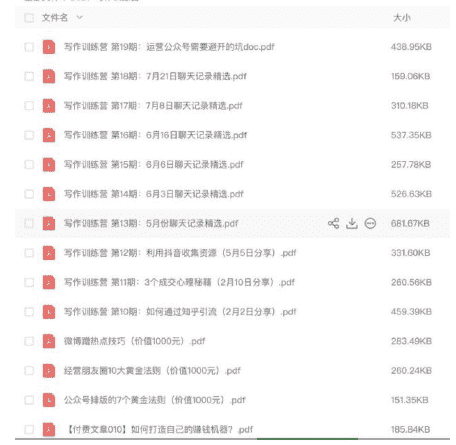 文件名 大小
写作训练营 第19期：运营公众号需要避开的坑doc.pdf 438.95KB
写作训练营 第18期：7月21日聊天记录精选.pdf 159.06KB
写作训练营 第17期：7月8日聊天记录精选.pdf 310.18KB
写作训练营 第16期：6月16日聊天记录精选.pdf 537.35KB
写作训练营 第15期：6月6日聊天记录精选.pdf 257.78KB
写作训练营 第14期：6月3日聊天记录精选.pdf 526.63KB
写作训练营 第13期：5月份聊天记录精选.pdf 681.67KB
写作训练营 第12期：利用抖音收集资源（5月5日分享）.pdf 331.60KB
写作训练营 第11期：3个成交心理秘籍（2月10日分享）.pdf 260.56KB
写作训练营 第10期：如何通过知乎引流（2月2日分享）.pdf 459.39KB
微博蹭热点技巧（价值1000元）.pdf 283.49KB
经营朋友圈10大黄金法则（价值1000元）.pdf 260.24KB
公众号排版的7个黄金法则（价值1000元）.pdf 151.35KB
【付费文章010】如何打造自己的赚钱机器？.pdf 185.84KB